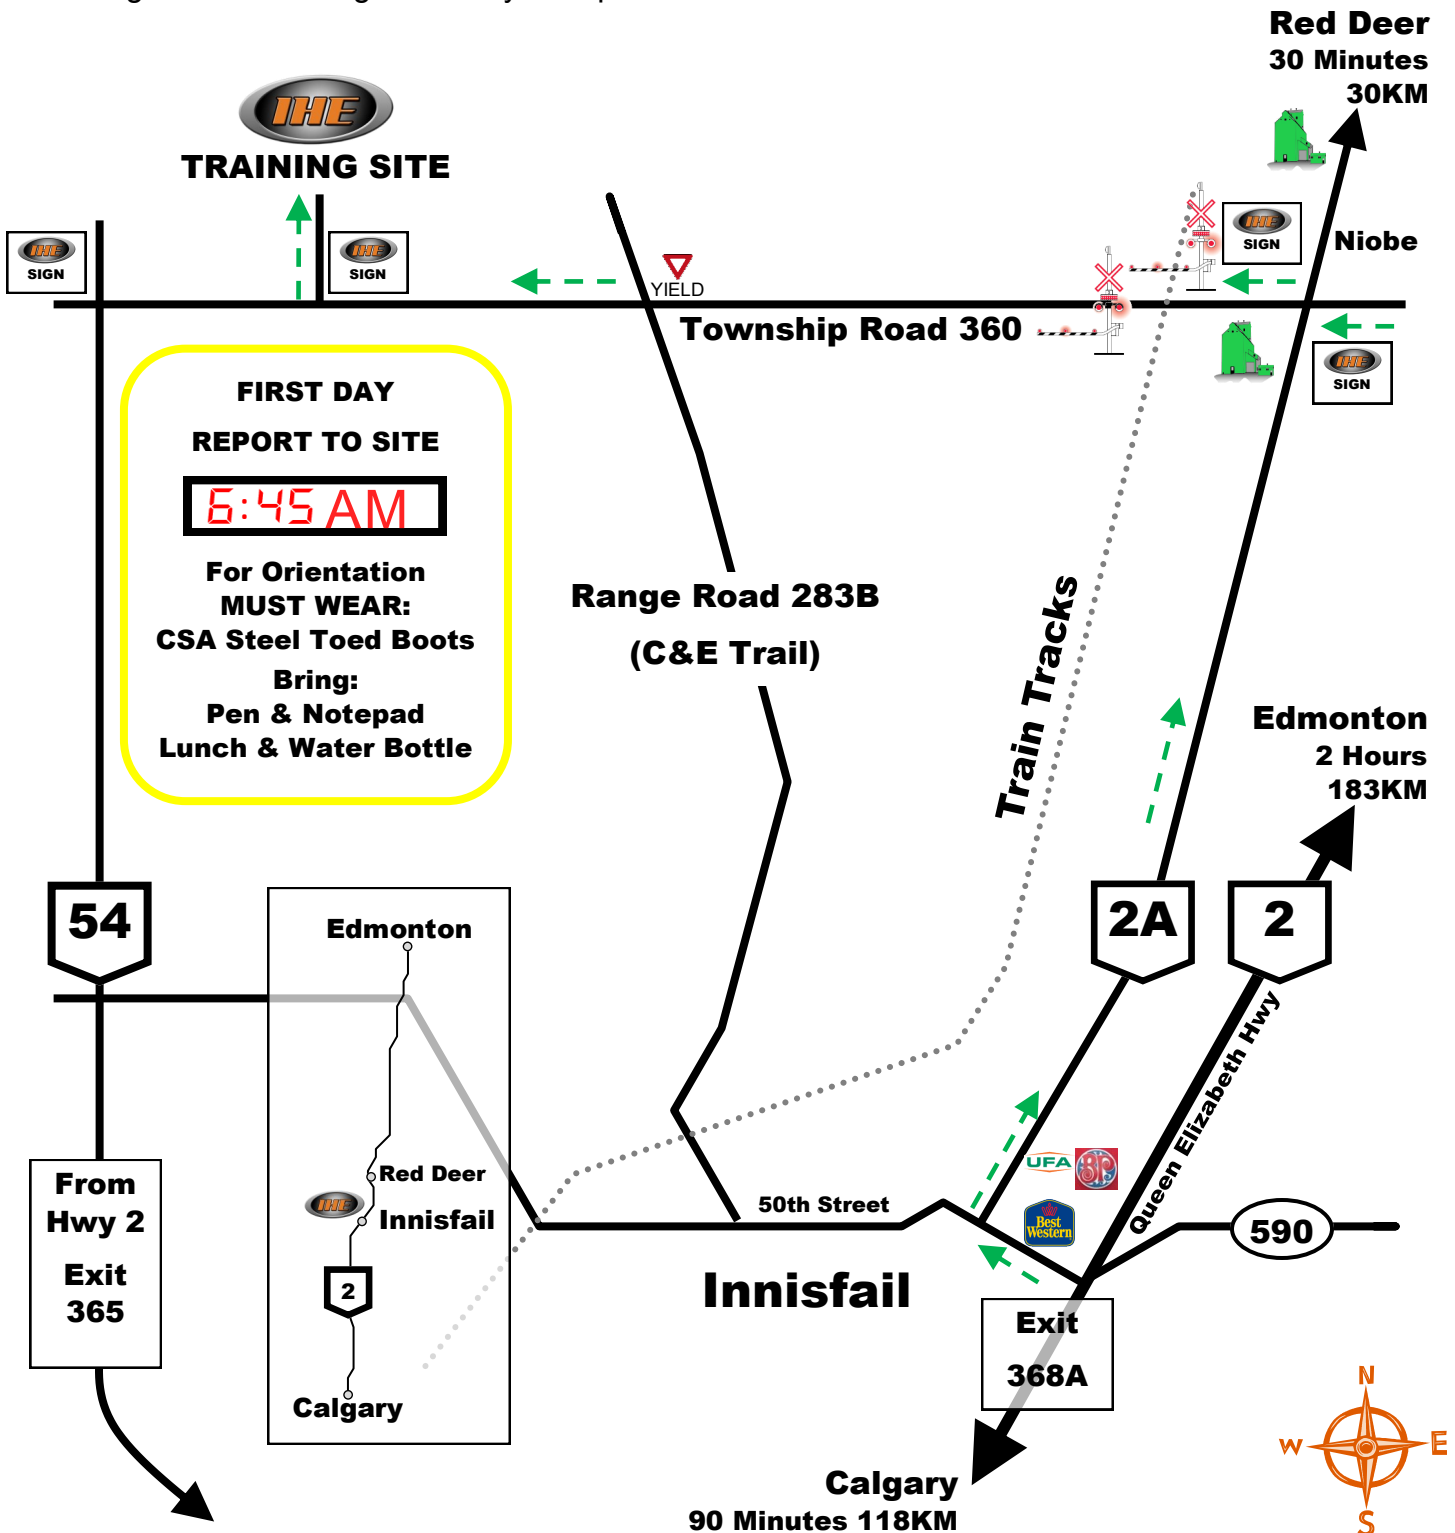 Red Deer
30 Minutes
30KM
IHE
TRAINING SITE
IHE
SIGN
IHE
SIGN
IHE
SIGN
Niobe
YIELD
Township Road 360
IHE
SIGN
FIRST DAY
REPORT TO SITE
6:45 AM
For Orientation
MUST WEAR:
CSA Steel Toed Boots
Bring:
Pen & Notepad
Lunch & Water Bottle
Range Road 283B
(C&E Trail)
Train Tracks
Edmonton
2 Hours
183KM
54
2A
2
Queen Elizabeth Hwy
Edmonton
Red Deer
IHE
Innisfail
2
Calgary
From
Hwy 2
Exit
365
50th Street
UFA
BP
Best
Western
590
Innisfail
Exit
368A
Calgary
90 Minutes 118KM
N
W
E
S